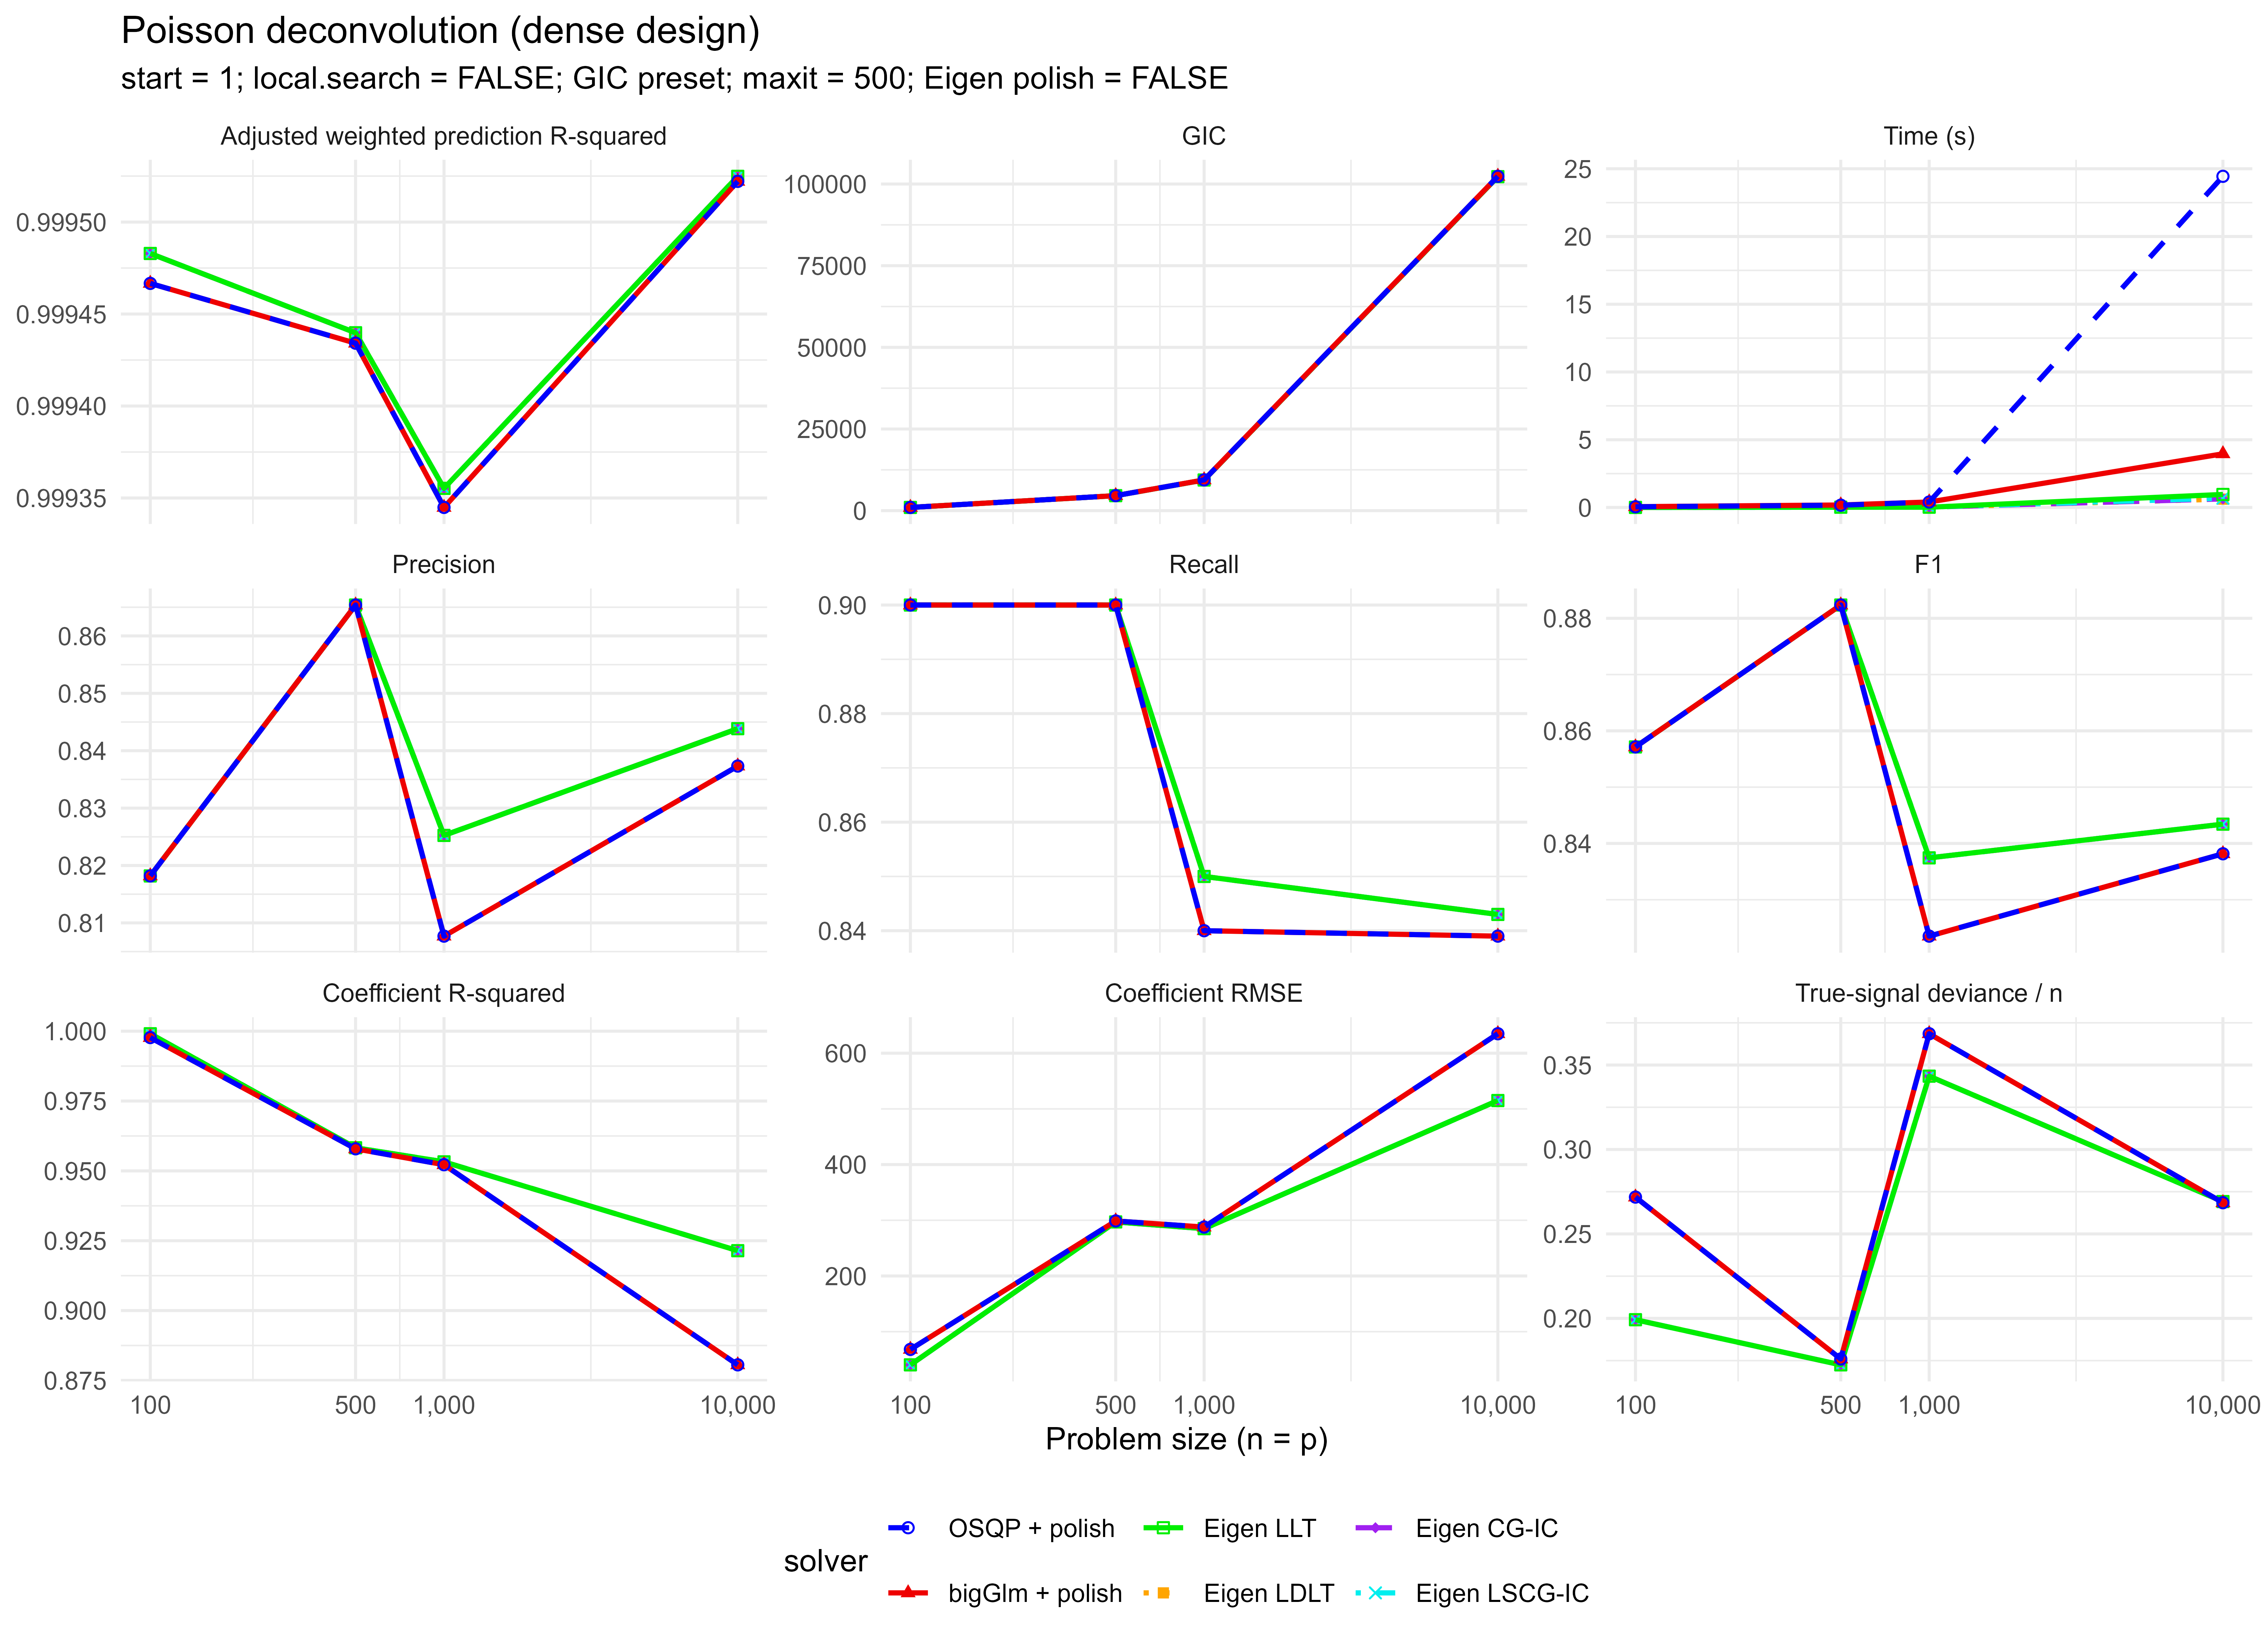 Poisson deconvolution (dense design)
start = 1; local.search = FALSE; GIC preset; maxit = 500; Eigen polish = FALSE
Adjusted weighted prediction R-squared
0.99950
0.99945
0.99940
0.99935
GIC
100000
75000
50000
25000
0
Time (s)
25
20
15
10
5
0
Precision
0.86
0.85
0.84
0.83
0.82
0.81
Recall
0.90
0.88
0.86
0.84
F1
0.88
0.86
0.84
Coefficient R-squared
1.000
0.975
0.950
0.925
0.900
0.875
100 500 1,000 10,000
Coefficient RMSE
600
400
200
100 500 1,000 10,000
True-signal deviance / n
0.35
0.30
0.25
0.20
100 500 1,000 10,000
Problem size (n = p)
solver
OSQP + polish
Eigen LLT
Eigen CG-IC
bigGlm + polish
Eigen LDLT
Eigen LSCG-IC